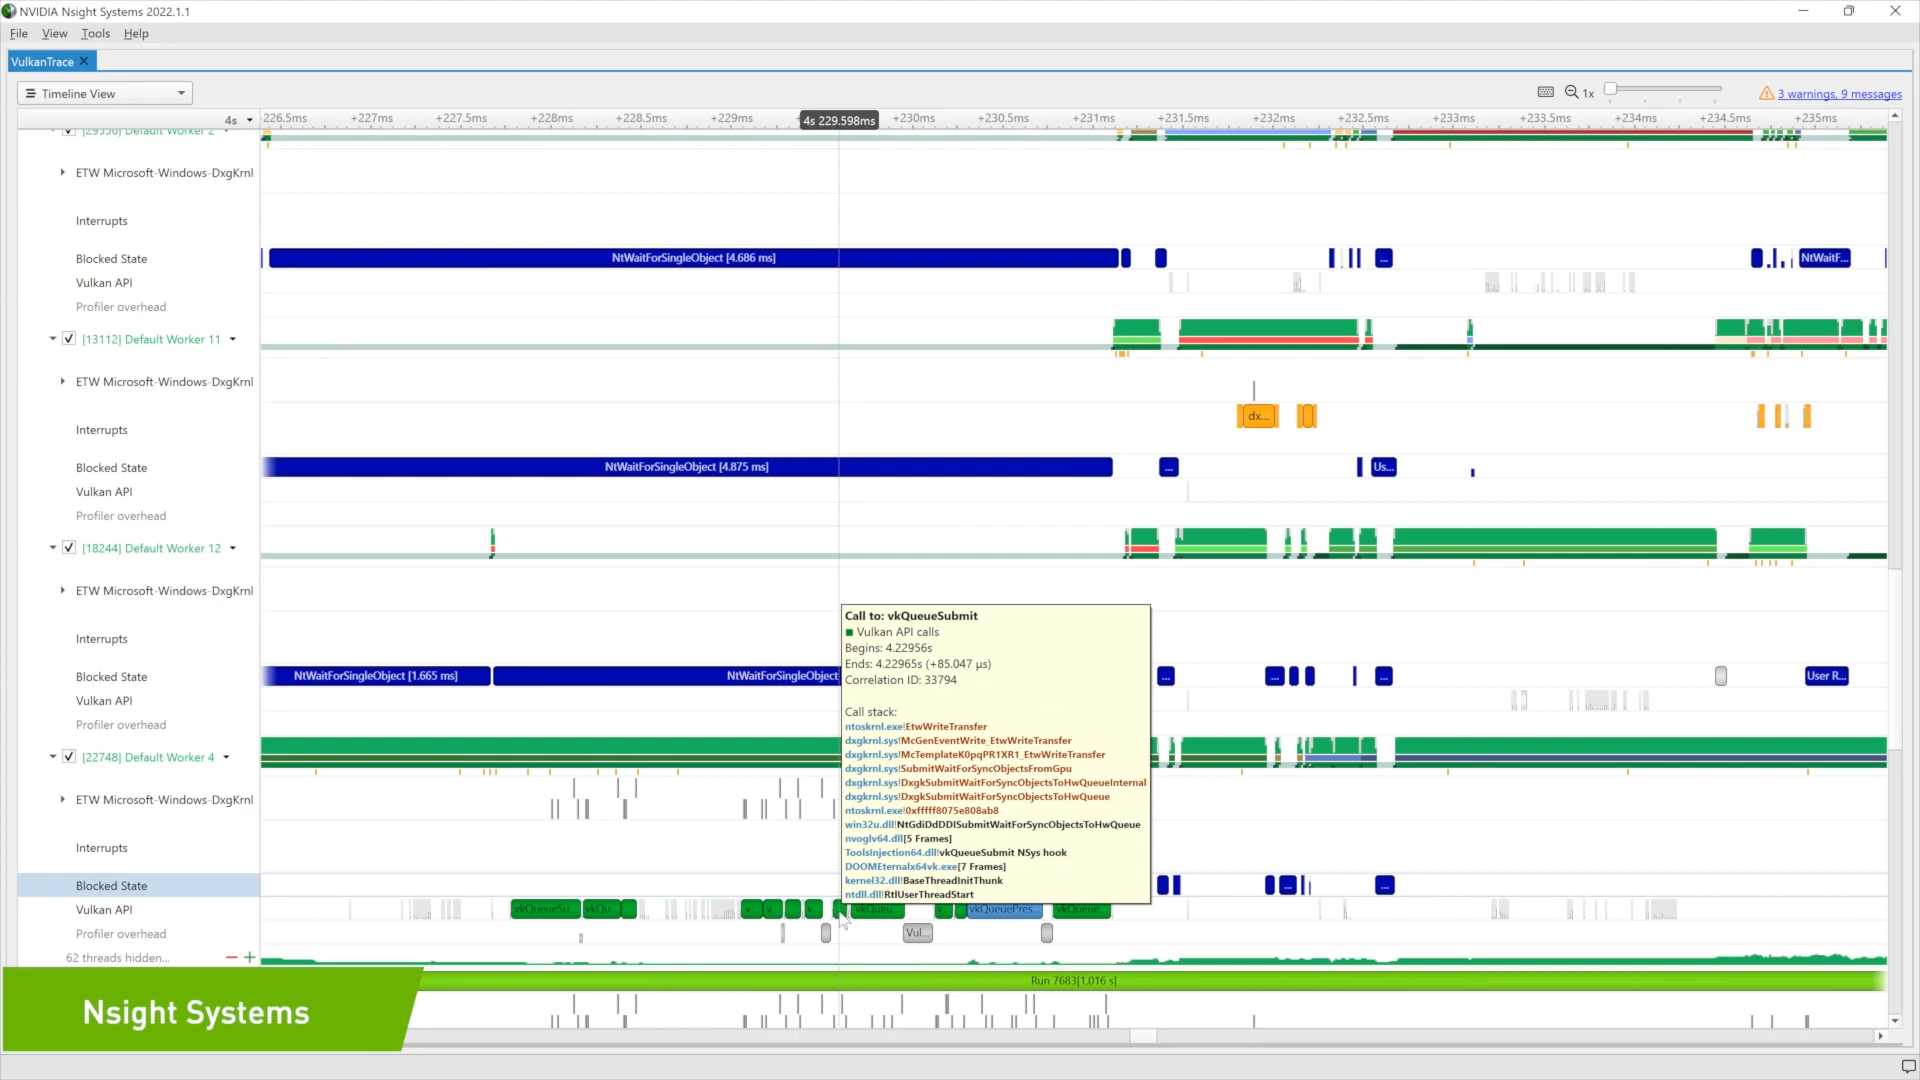 NVIDIA Nsight Systems 2022.1.1
File View Tools Help
VulkanTrace
Timeline View
1x
3 warnings, 9 messages
4s
226.5ms +227ms +227.5ms +228ms +228.5ms +229ms 4s 229.598ms +230ms +230.5ms +231ms +231.5ms +232ms +232.5ms +233ms +233.5ms +234ms +234.5ms +235ms
[29336] Default Worker 2
ETW Microsoft-Windows-DxgKrnl
Interrupts
Blocked State
NtWaitForSingleObject [4.686 ms]
...
NtWaitF...
Vulkan API
Profiler overhead
[13112] Default Worker 11
ETW Microsoft-Windows-DxgKrnl
dx...
Interrupts
Blocked State
NtWaitForSingleObject [4.875 ms]
...
Us...
Vulkan API
Profiler overhead
[18244] Default Worker 12
ETW Microsoft-Windows-DxgKrnl
Interrupts
Blocked State
NtWaitForSingleObject [1.665 ms]
NtWaitForSingleObject
...
...
...
User R...
Vulkan API
Profiler overhead
[22748] Default Worker 4
ETW Microsoft-Windows-DxgKrnl
Interrupts
Blocked State
...
...
Vulkan API
vkQueueSu...
vkQu...
v...
v...
v...
vkQueu...
v...
vkQueuePres...
vkQueue...
Profiler overhead
Vul...
62 threads hidden...
Run 7683[1.016 s]
Call to: vkQueueSubmit
Vulkan API calls
Begins: 4.22956s
Ends: 4.22965s (+85.047 μs)
Correlation ID: 33794
Call stack:
ntoskrnl.exe!EtwWriteTransfer
dxgkrnl.sys!McGenEventWrite_EtwWriteTransfer
dxgkrnl.sys!McTemplateK0pqPR1XR1_EtwWriteTransfer
dxgkrnl.sys!SubmitWaitForSyncObjectsFromGpu
dxgkrnl.sys!DxgkSubmitWaitForSyncObjectsToHwQueueInternal
dxgkrnl.sys!DxgkSubmitWaitForSyncObjectsToHwQueue
ntoskrnl.exe!0xfffff8075e808ab8
win32u.dll!NtGdiDdDDISubmitWaitForSyncObjectsToHwQueue
nvoglv64.dll[5 Frames]
ToolsInjection64.dll!vkQueueSubmit NSys hook
DOOMEternalx64vk.exe[7 Frames]
kernel32.dll!BaseThreadInitThunk
ntdll.dll!RtlUserThreadStart
Nsight Systems